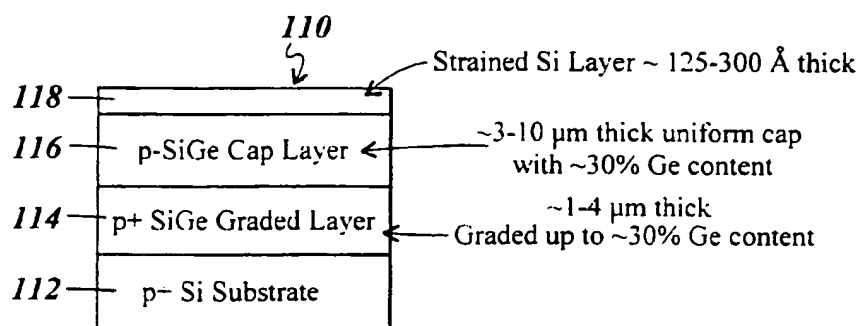 110
Strained Si Layer ~ 125-300 Å thick
118
116
p-SiGe Cap Layer
~3-10 µm thick uniform cap
with ~30% Ge content
114
p+ SiGe Graded Layer
~1-4 µm thick
Graded up to ~30% Ge content
112
p− Si Substrate